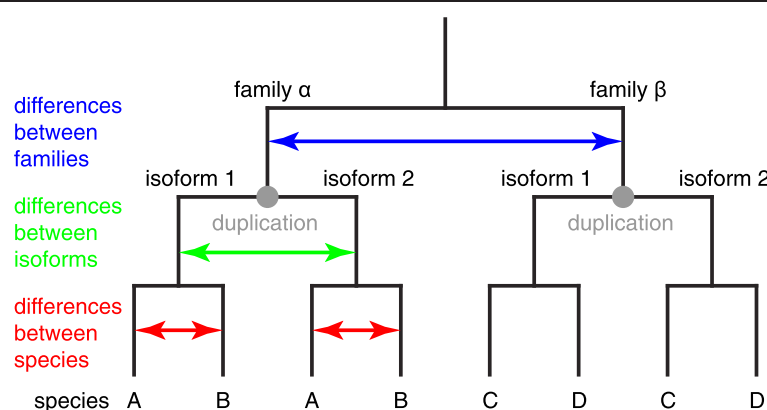 family α
family β
differences
between
families
isoform 1
isoform 2
isoform 1
isoform 2
differences
between
isoforms
duplication
duplication
differences
between
species
species A B A B C D C D